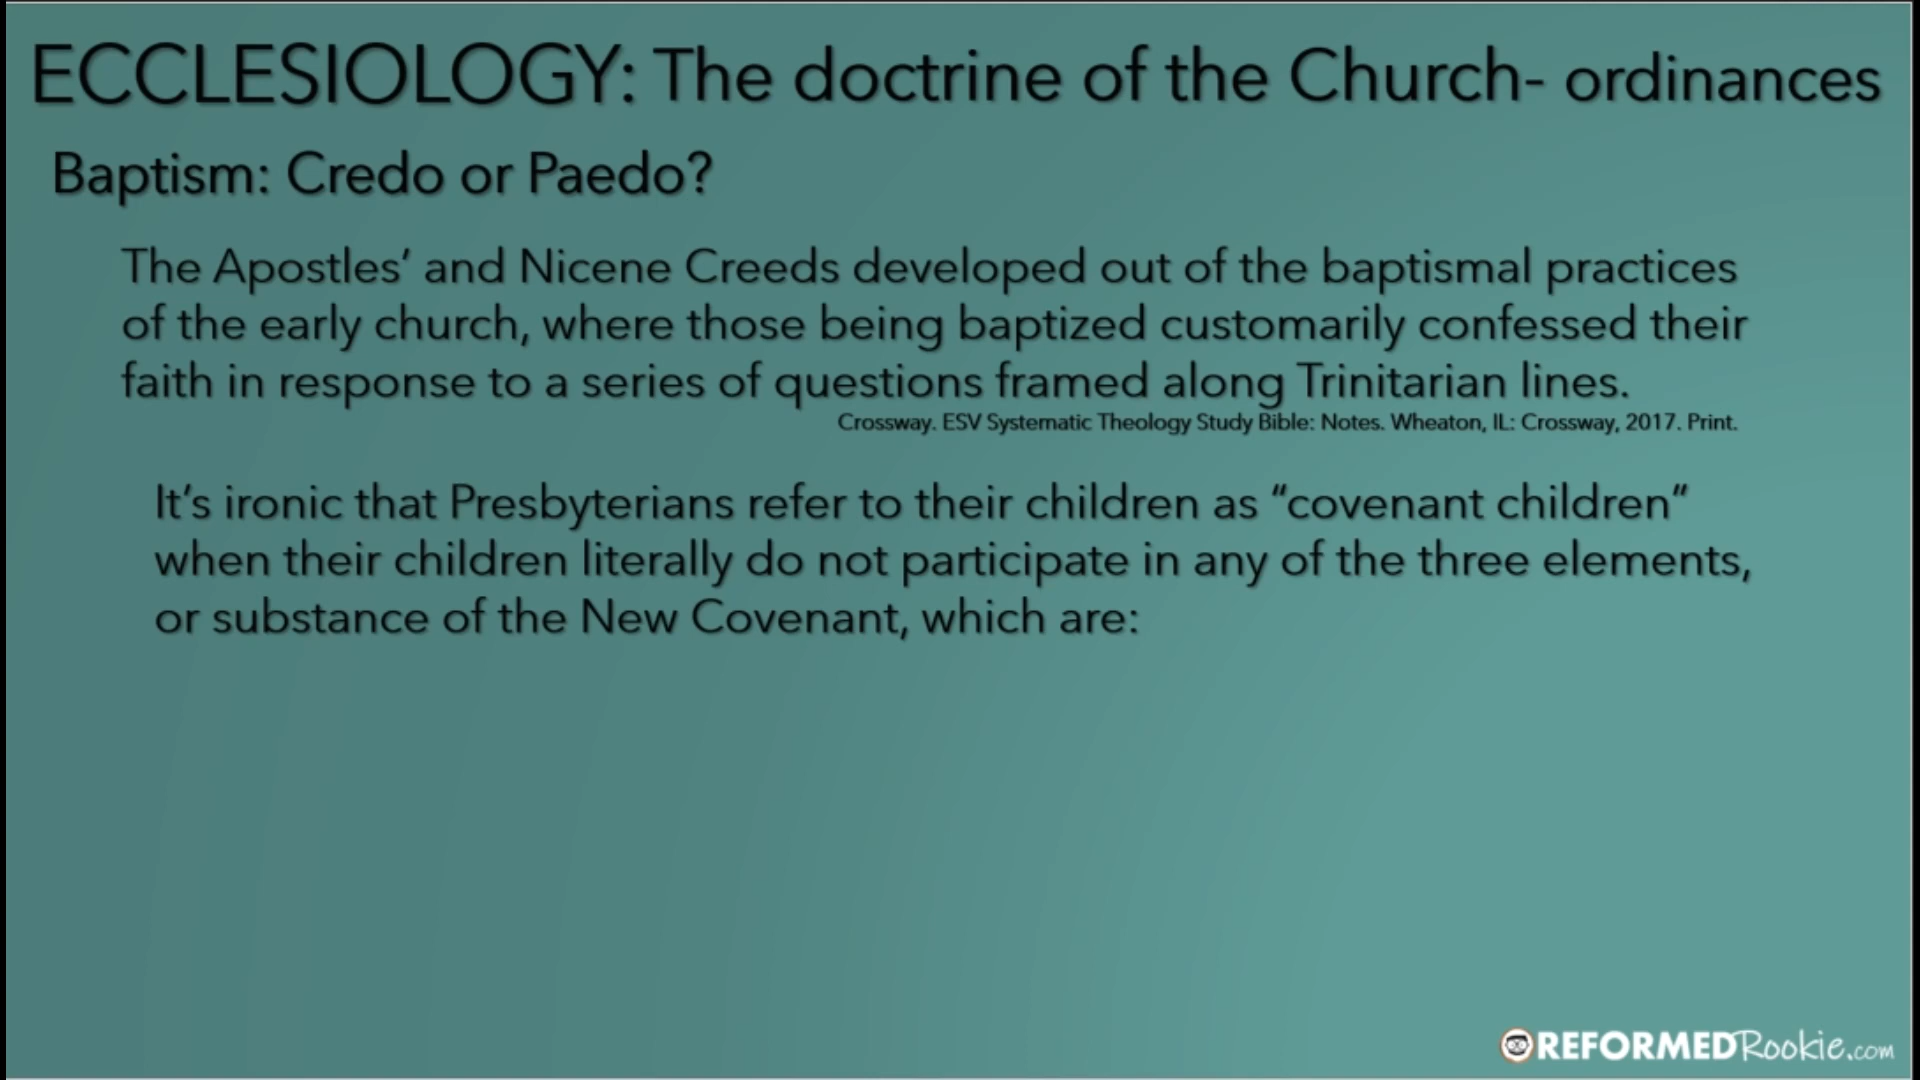 ECCLESIOLOGY: The doctrine of the Church- ordinances
Baptism: Credo or Paedo?
The Apostles’ and Nicene Creeds developed out of the baptismal practices
of the early church, where those being baptized customarily confessed their
faith in response to a series of questions framed along Trinitarian lines.
Crossway. ESV Systematic Theology Study Bible: Notes. Wheaton, IL: Crossway, 2017. Print.
It’s ironic that Presbyterians refer to their children as “covenant children”
when their children literally do not participate in any of the three elements,
or substance of the New Covenant, which are:
REFORMEDRookie.com